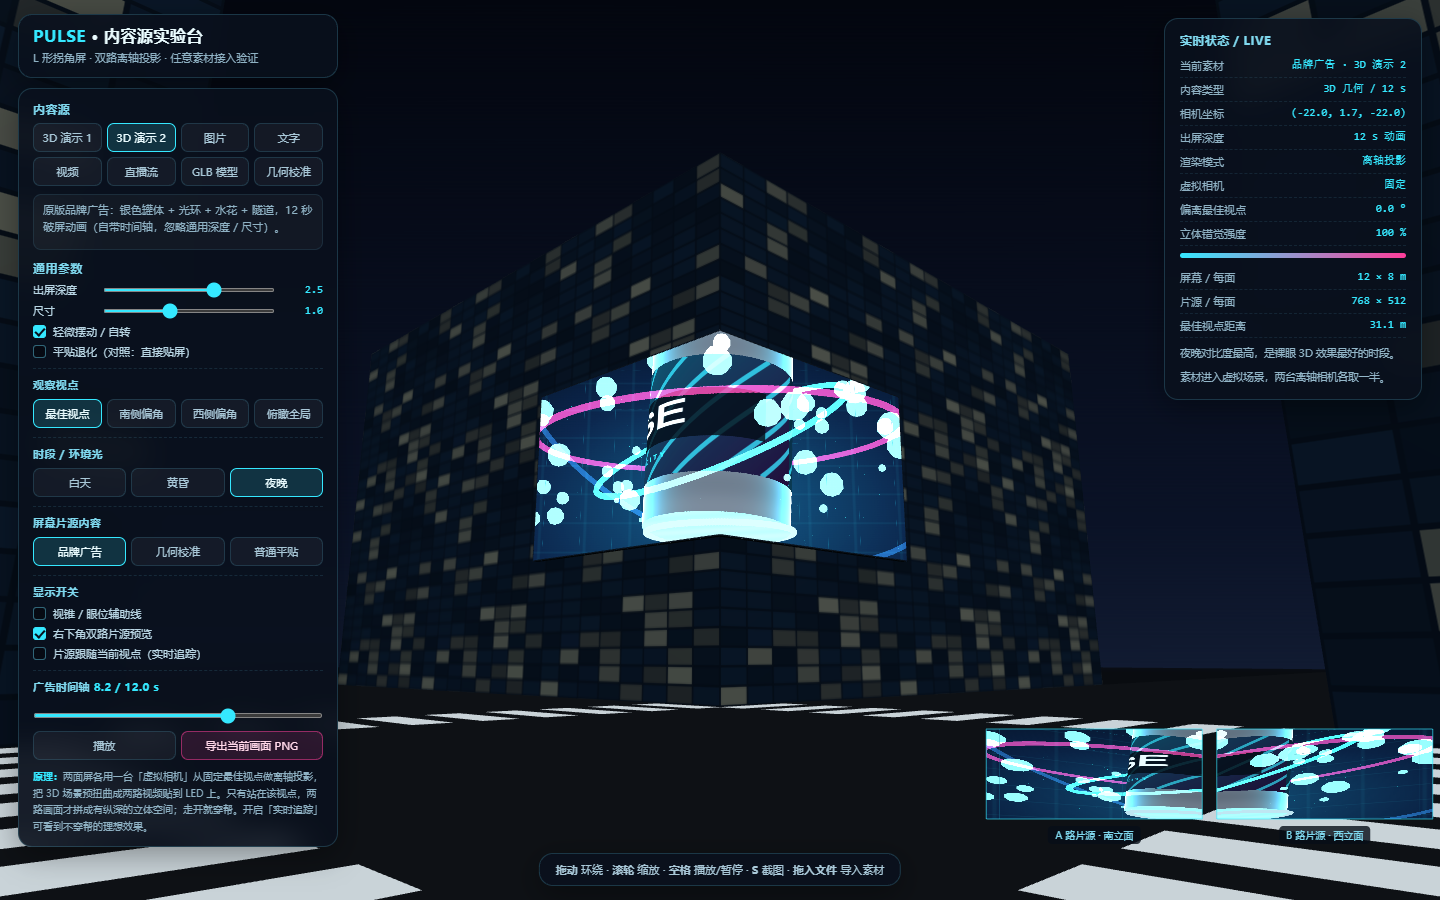 PULSE • 内容源实验台
L 形拐角屏 · 双路离轴投影 · 任意素材接入验证
内容源
3D 演示 1
3D 演示 2
图片
文字
视频
直播流
GLB 模型
几何校准
原版品牌广告：银色罐体 + 光环 + 水花 + 隧道，12 秒
破屏动画（自带时间轴，忽略通用深度 / 尺寸）。
通用参数
出屏深度 2.5
尺寸 1.0
轻微摆动 / 自转
平贴退化（对照：直接贴屏）
观察视点
最佳视点
南侧偏角
西侧偏角
俯瞰全局
时段 / 环境光
白天
黄昏
夜晚
屏幕片源内容
品牌广告
几何校准
普通平贴
显示开关
视锥 / 眼位辅助线
右下角双路片源预览
片源跟随当前视点（实时追踪）
广告时间轴 8.2 / 12.0 s
播放
导出当前画面 PNG
原理：两面屏各用一台「虚拟相机」从固定最佳视点做离轴投影，
把 3D 场景预扭曲成两路视频贴到 LED 上。只有站在该视点，两
路画面才拼成有纵深的立体空间；走开就穿帮。开启「实时追踪」
可看到不穿帮的理想效果。
SE
实时状态 / LIVE
当前素材 品牌广告 · 3D 演示 2
内容类型 3D 几何 / 12 s
相机坐标 (-22.0, 1.7, -22.0)
出屏深度 12 s 动画
渲染模式 离轴投影
虚拟相机 固定
偏离最佳视点 0.0 °
立体错觉强度 100 %
屏幕 / 每面 12 × 8 m
片源 / 每面 768 × 512
最佳视点距离 31.1 m
夜晚对比度最高，是裸眼 3D 效果最好的时段。
素材进入虚拟场景，两台离轴相机各取一半。
SE
A 路片源 · 南立面
B 路片源 · 西立面
拖动 环绕 · 滚轮 缩放 · 空格 播放/暂停 · S 截图 · 拖入文件 导入素材